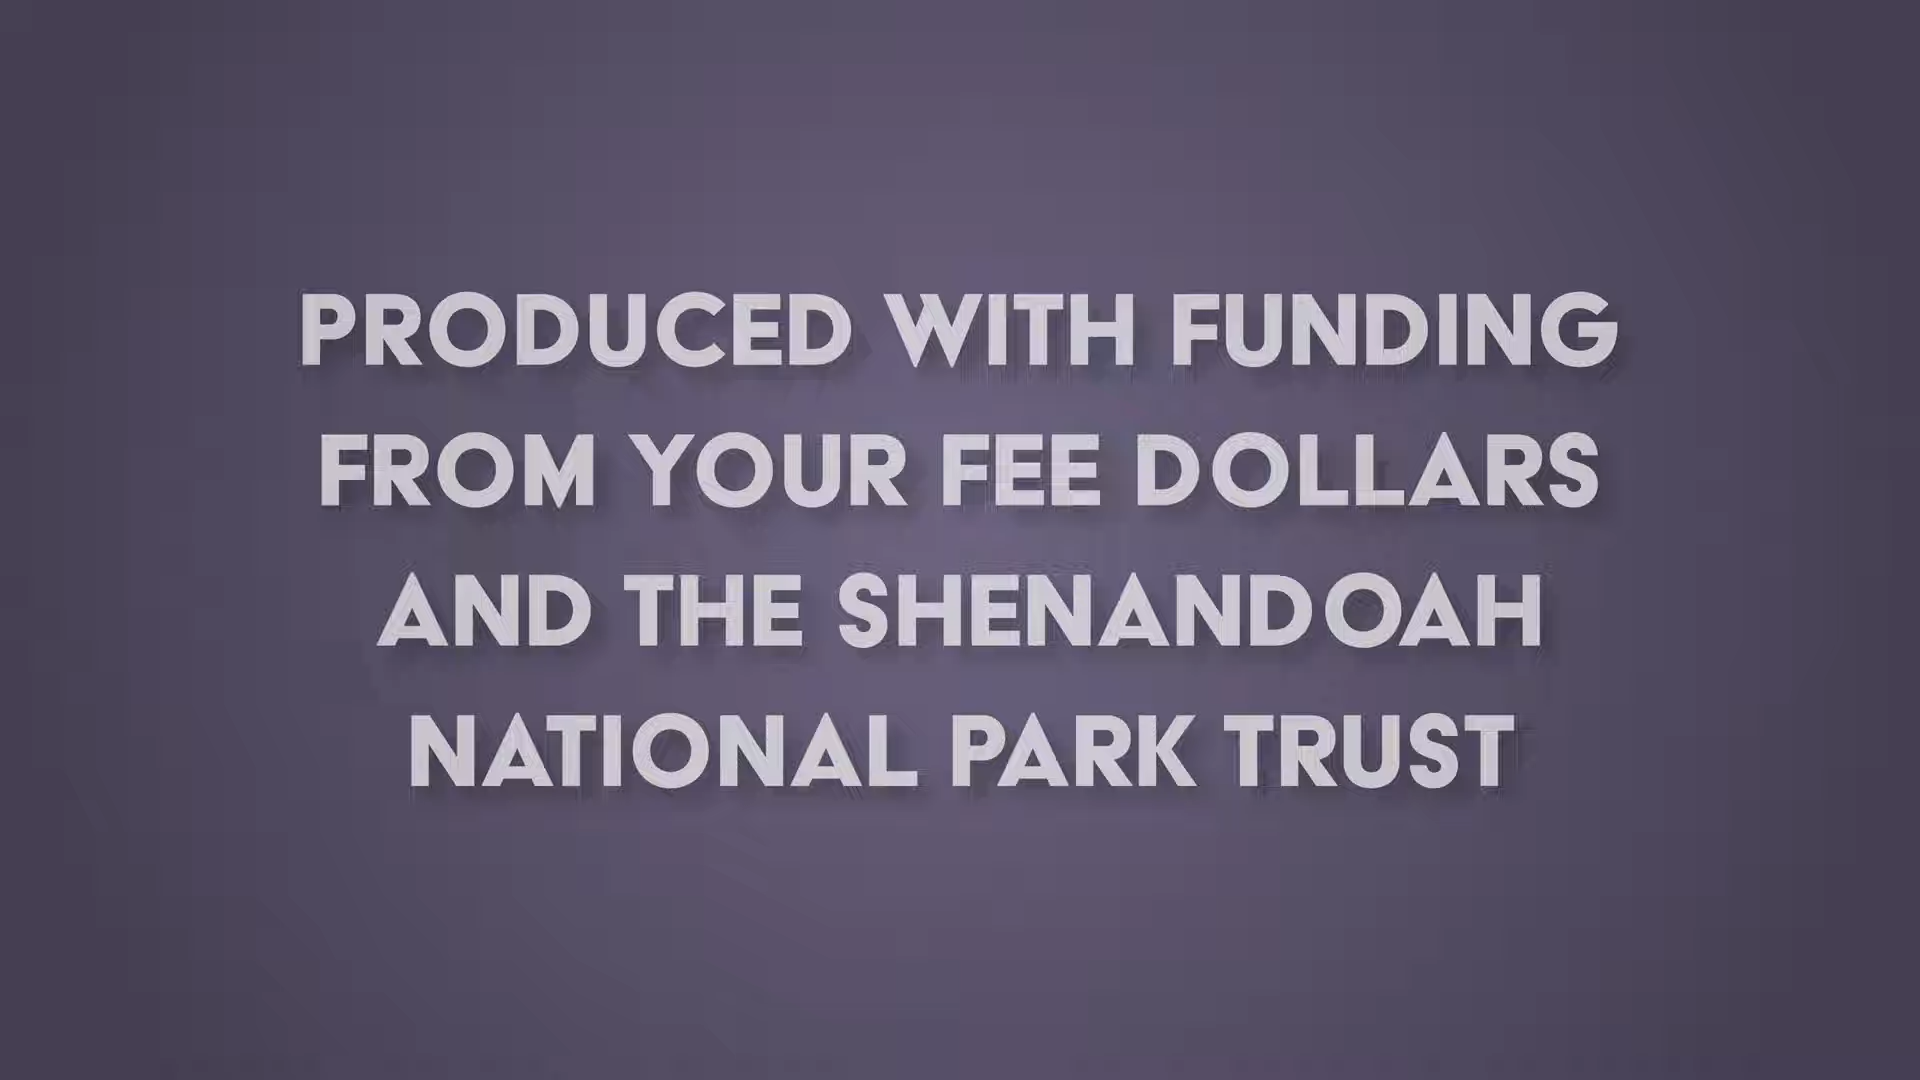 PRODUCED WITH FUNDING
FROM YOUR FEE DOLLARS
AND THE SHENANDOAH
NATIONAL PARK TRUST